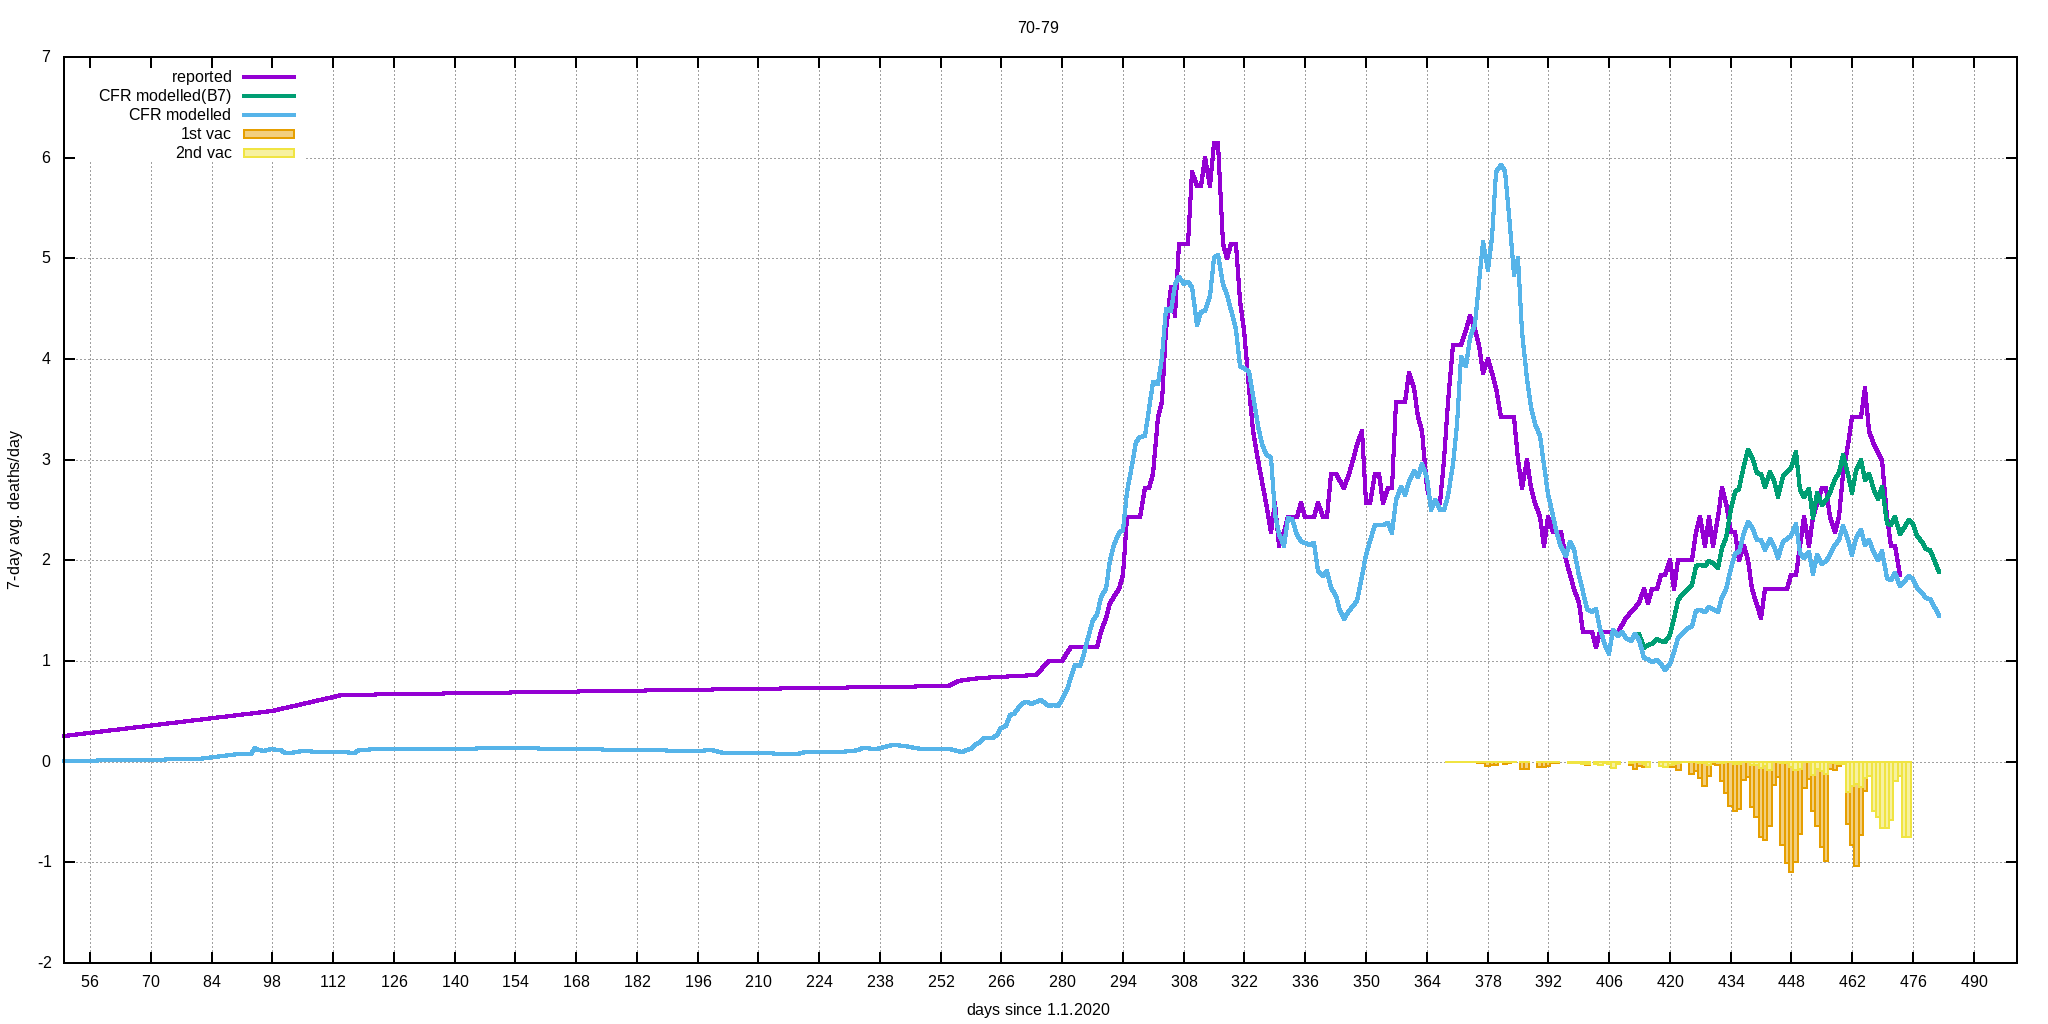 70-79
reported
CFR modelled(B7)
CFR modelled
1st vac
2nd vac
7
6
5
4
3
2
1
0
-1
-2
7-day avg. deaths/day
56 70 84 98 112 126 140 154 168 182 196 210 224 238 252 266 280 294 308 322 336 350 364 378 392 406 420 434 448 462 476 490
days since 1.1.2020